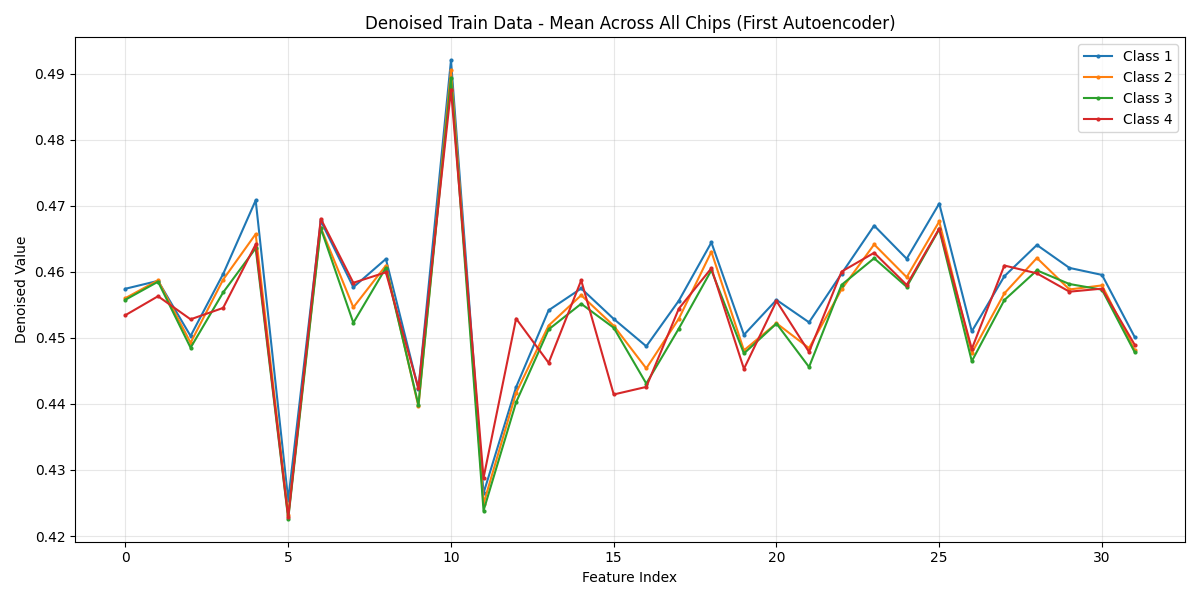 Denoised Train Data - Mean Across All Chips (First Autoencoder)
Class 1
Class 2
Class 3
Class 4
Denoised Value
0.49
0.48
0.47
0.46
0.45
0.44
0.43
0.42
0 5 10 15 20 25 30
Feature Index